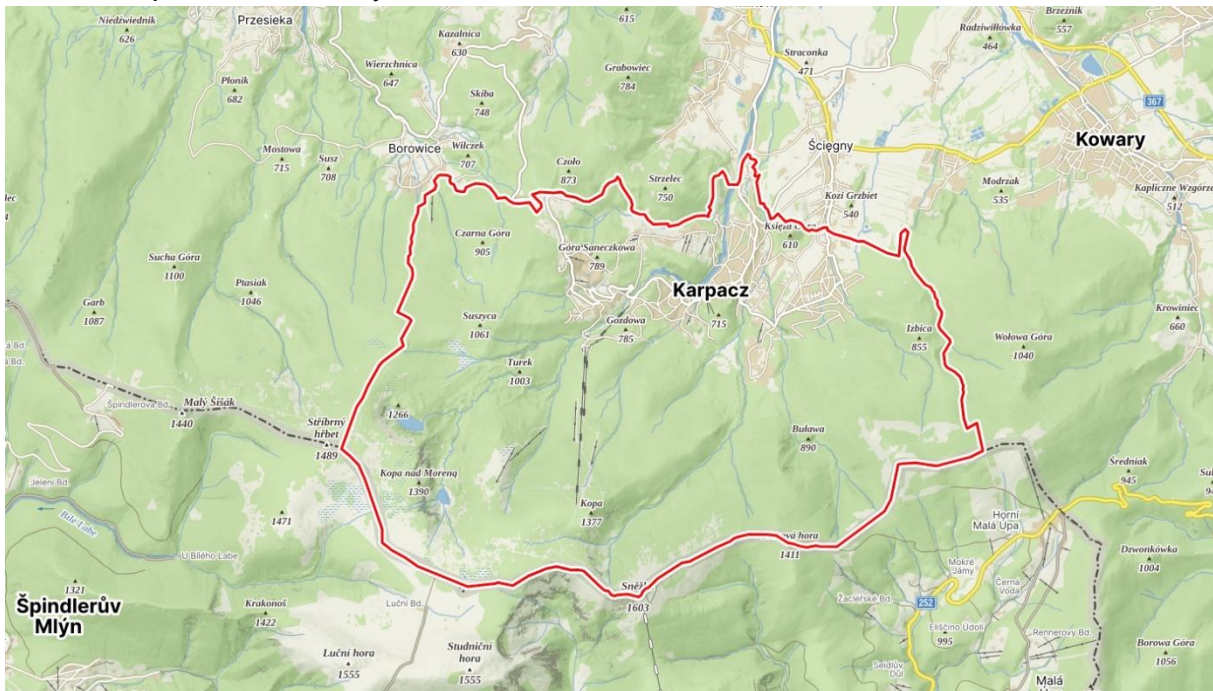 Niedźwiednik
626
Przesieka
Kazalnica
630
615
Straconka
471
Radziwiłłówka
464
Brzeźnik
557
Płonik
682
Wierzchnica
647
Grabowiec
784
367
Skiba
748
Kowary
Mostowa
715
Susz
708
Borowice
Wilczek
707
Czoło
873
Strzelec
750
Ścięgny
Kozi Grzbiet
540
Modrzak
535
Kapliczne Wzgórze
512
Czarna Góra
905
Góra Saneczkowa
789
Księża
610
Sucha Góra
1100
Ptasiak
1046
Karpacz
Garb
1087
Suszyca
1061
Gozdowa
785
715
Izbica
855
Wołowa Góra
1040
Krowiniec
660
Turek
1003
Bd.
Bd.
Špindlerova Bd.
Malý Šišák
1440
1266
Stříbrný
hřbet
1489
Buława
890
Jelení Bd.
Kopa nad Moreną
1390
Średniak
945
Kopa
1377
Bílé Labe
1471
Horní
Malá Úpa
U Bílého Labe
hora
1411
Dzwonkówka
1004
Mokré
Jámy
Černá
Voda
1321
Špindlerův
Mlýn
Krakonoš
1422
Luční Bd.
1603
Žacléřské Bd.
252
Eliščino Údolí
995
Rennerovy Bd.
Borowa Góra
1056
Luční hora
1555
Studniční
hora
1555
Seidlův
Důl
Malá